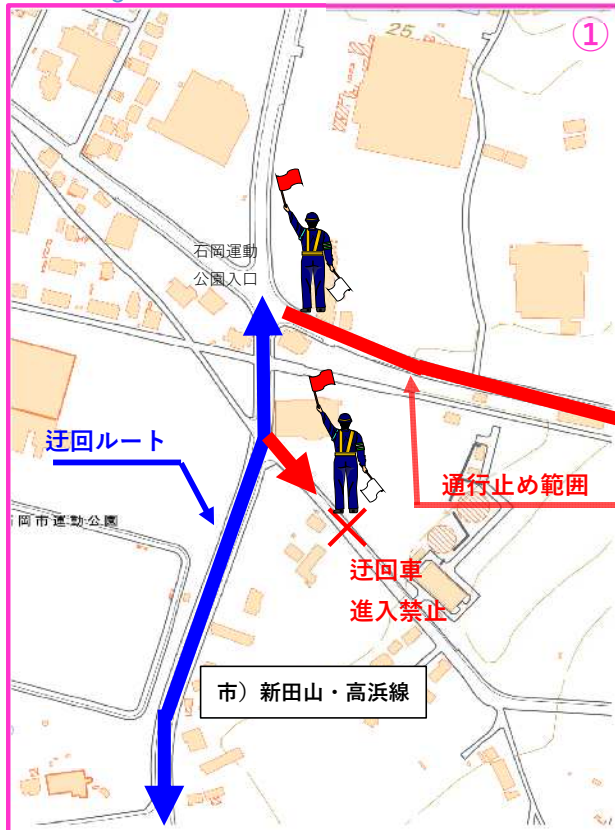 ①
25
石岡運動
公園入口
迂回ルート
通行止め範囲
岡市運動公園
迂回車
進入禁止
市）新田山・高浜線